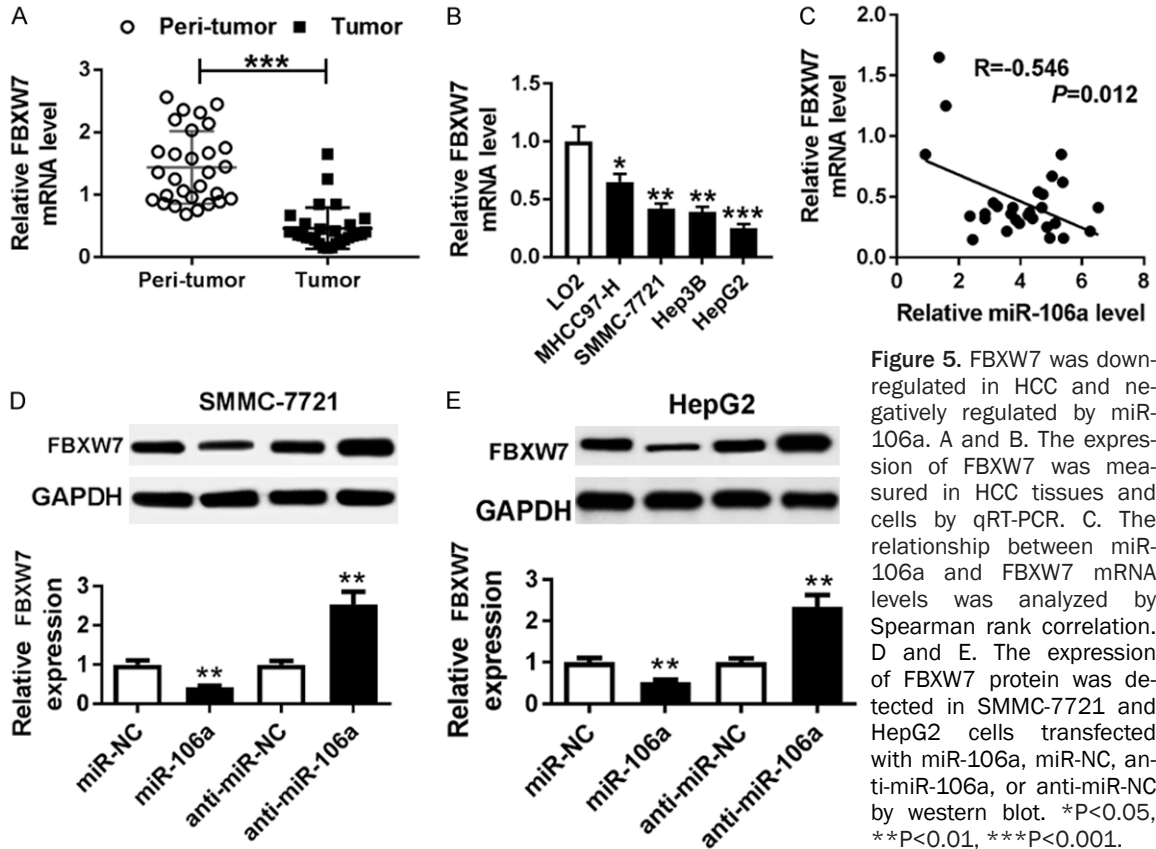 A
Peri-tumor Tumor
Relative FBXW7
mRNA level
3
2
1
0
***
Peri-tumor Tumor
B
Relative FBXW7
mRNA level
1.5
1.0
0.5
0.0
* ** ** ***
LO2
MHCC97-H
SMMC-7721
Hep3B
HepG2
C
Relative FBXW7
mRNA level
2.0
1.5
1.0
0.5
0.0
R=-0.546
P=0.012
0 2 4 6 8
Relative miR-106a level
D
SMMC-7721
FBXW7
GAPDH
Relative FBXW7
expression
3
2
1
0
**
**
miR-NC
miR-106a
anti-miR-NC
anti-miR-106a
E
HepG2
FBXW7
GAPDH
Relative FBXW7
expression
3
2
1
0
**
**
miR-NC
miR-106a
anti-miR-NC
anti-miR-106a
Figure 5. FBXW7 was down-
regulated in HCC and ne-
gatively regulated by miR-
106a. A and B. The expres-
sion of FBXW7 was mea-
sured in HCC tissues and
cells by qRT-PCR. C. The
relationship between miR-
106a and FBXW7 mRNA
levels was analyzed by
Spearman rank correlation.
D and E. The expression
of FBXW7 protein was de-
tected in SMMC-7721 and
HepG2 cells transfected
with miR-106a, miR-NC, an-
ti-miR-106a, or anti-miR-NC
by western blot. *P<0.05,
**P<0.01, ***P<0.001.